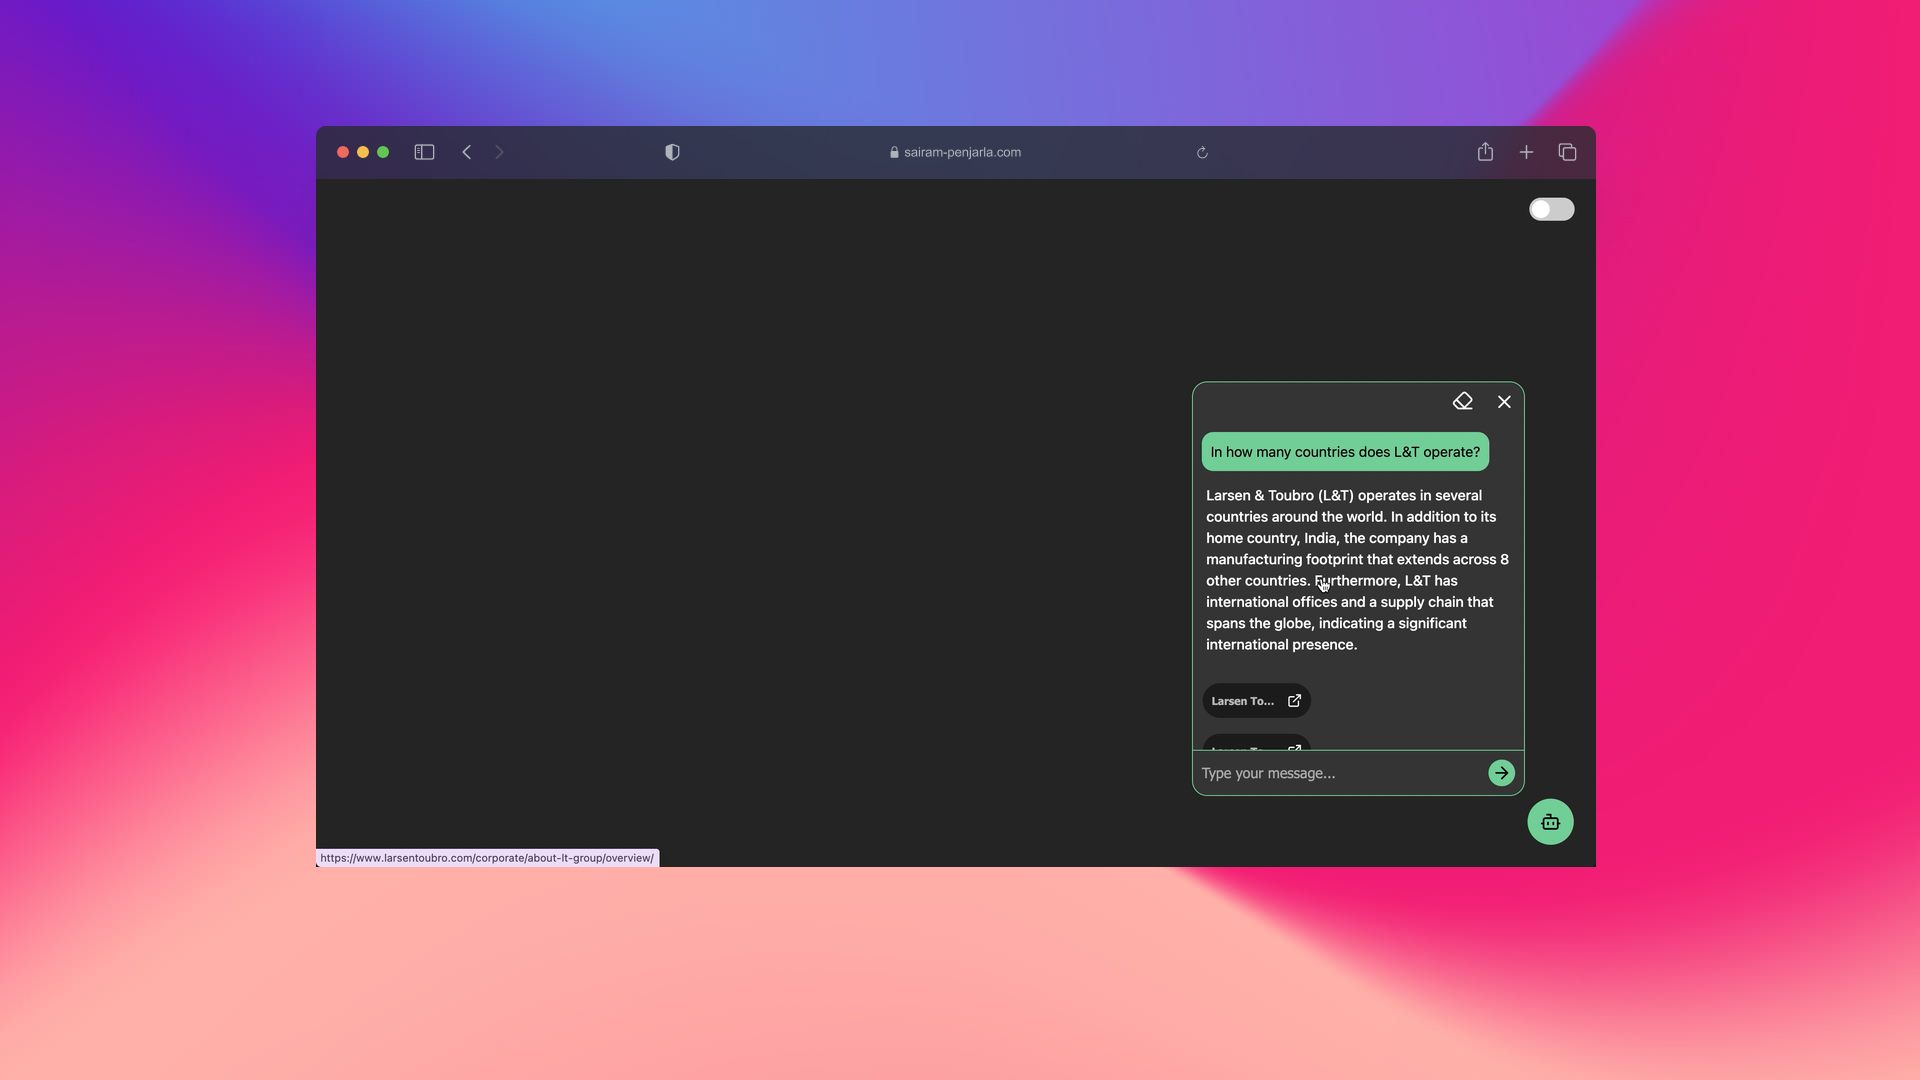 sairam-penjarla.com
In how many countries does L&T operate?
Larsen & Toubro (L&T) operates in several
countries around the world. In addition to its
home country, India, the company has a
manufacturing footprint that extends across 8
other countries. Furthermore, L&T has
international offices and a supply chain that
spans the globe, indicating a significant
international presence.
Larsen To...
Larsen To...
Type your message...
https://www.larsentoubro.com/corporate/about-lt-group/overview/